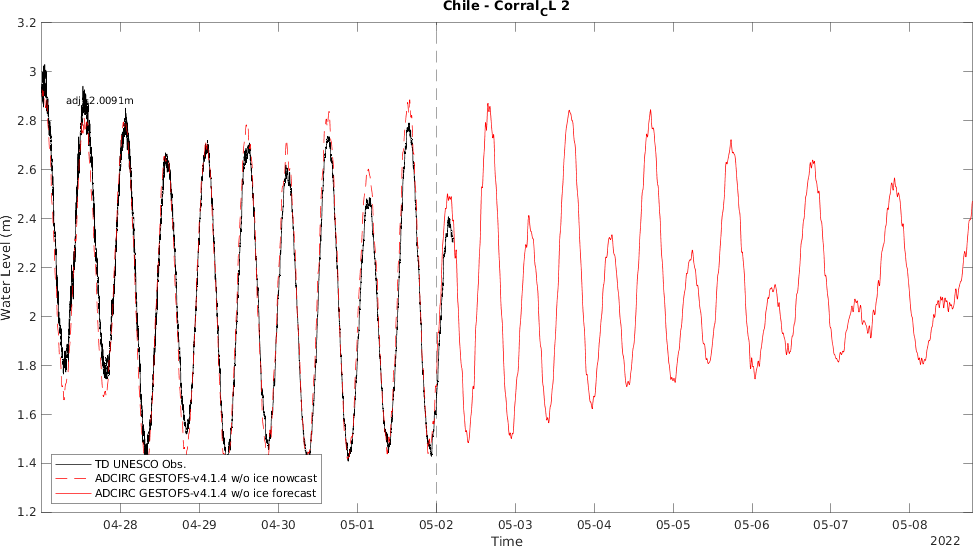 Chile - CorralCL 2
3.2
3
2.8
2.6
2.4
2.2
2
1.8
1.6
1.4
1.2
Water Level (m)
adj:2.0091m
TD UNESCO Obs.
ADCIRC GESTOFS-v4.1.4 w/o ice nowcast
ADCIRC GESTOFS-v4.1.4 w/o ice forecast
04-28 04-29 04-30 05-01 05-02 05-03 05-04 05-05 05-06 05-07 05-08
Time
2022